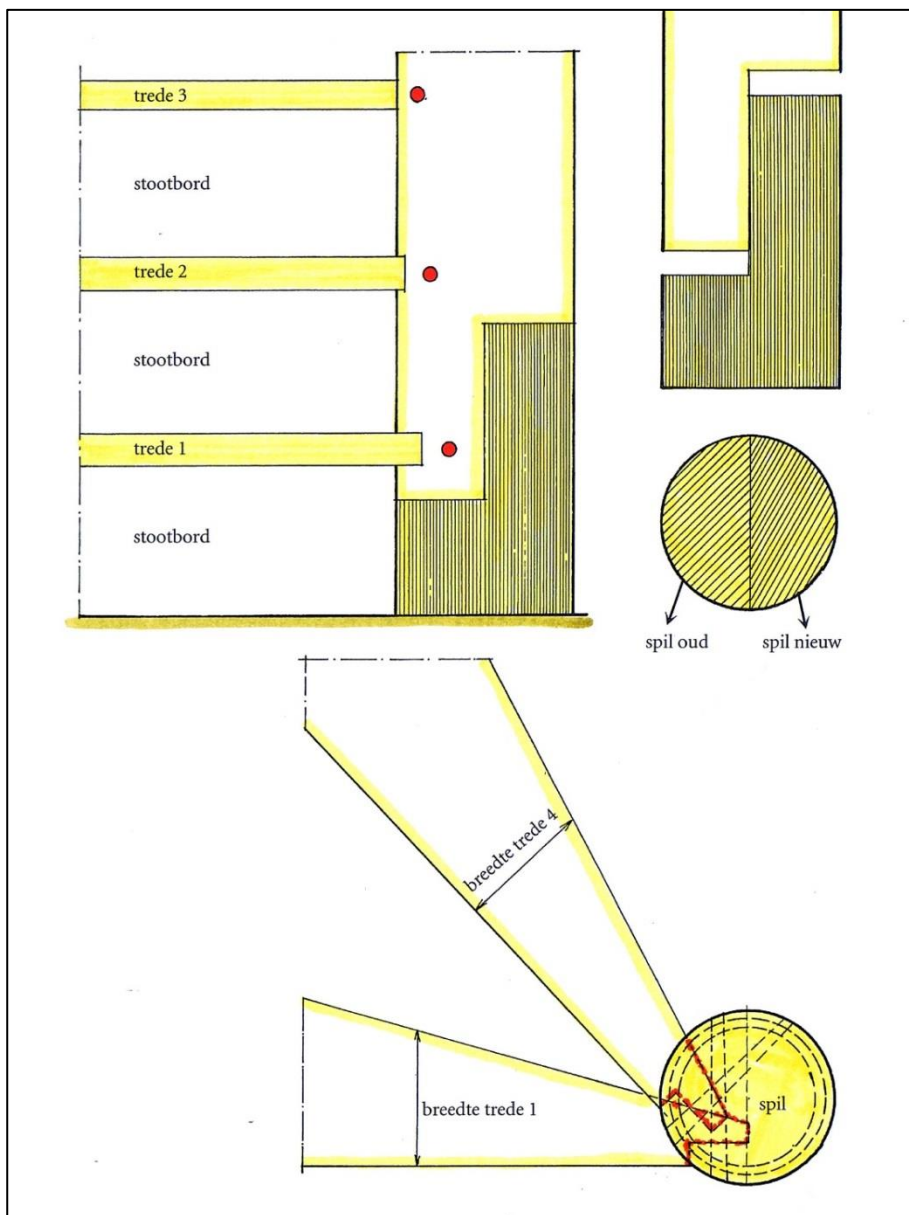 trede 3
stootbord
trede 2
stootbord
trede 1
stootbord
spil oud
spil nieuw
breedte trede 4
breedte trede 1
spil